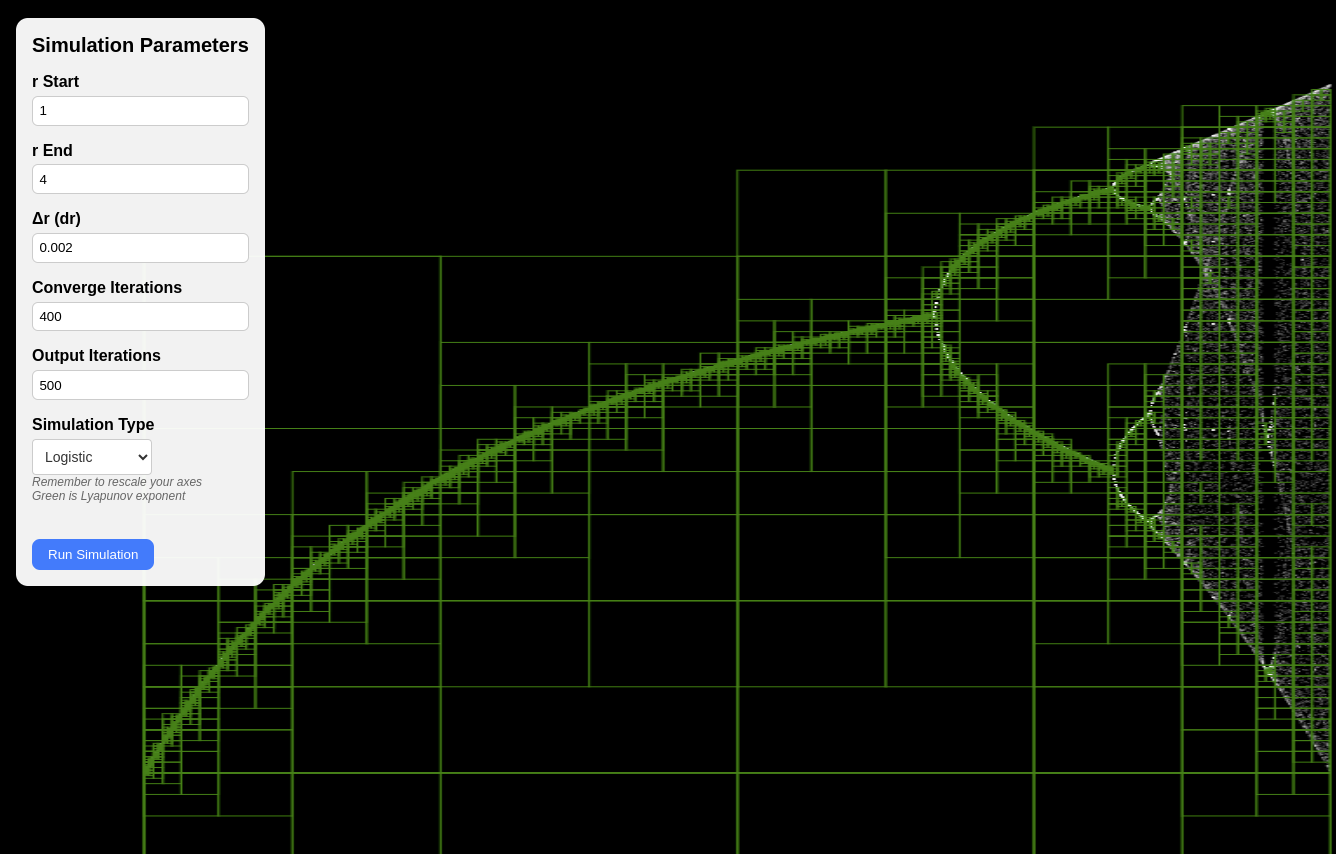 Simulation Parameters
r Start
1
r End
4
Δr (dr)
0.002
Converge Iterations
400
Output Iterations
500
Simulation Type
Logistic
Remember to rescale your axes
Green is Lyapunov exponent
Run Simulation